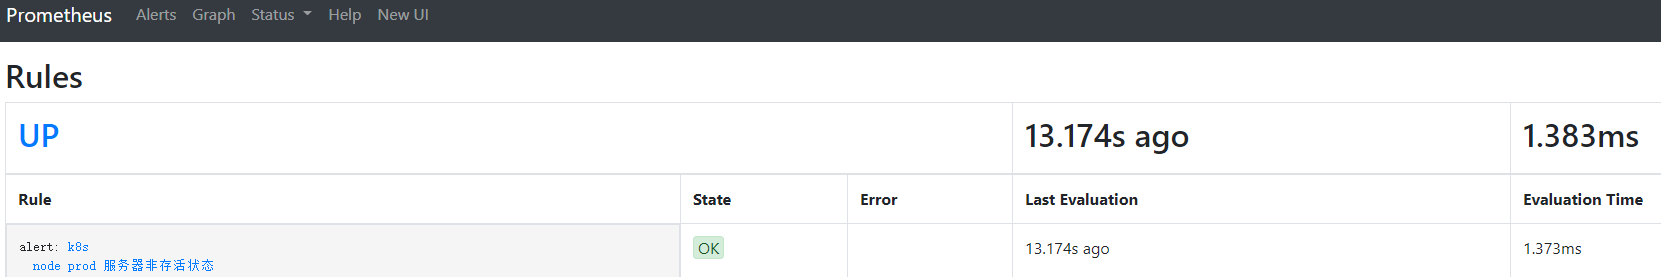 Prometheus Alerts Graph Status Help New UI
Rules
UP 13.174s ago 1.383ms
Rule State Error Last Evaluation Evaluation Time
alert: k8s OK 13.174s ago 1.373ms
node prod 服务器非存活状态